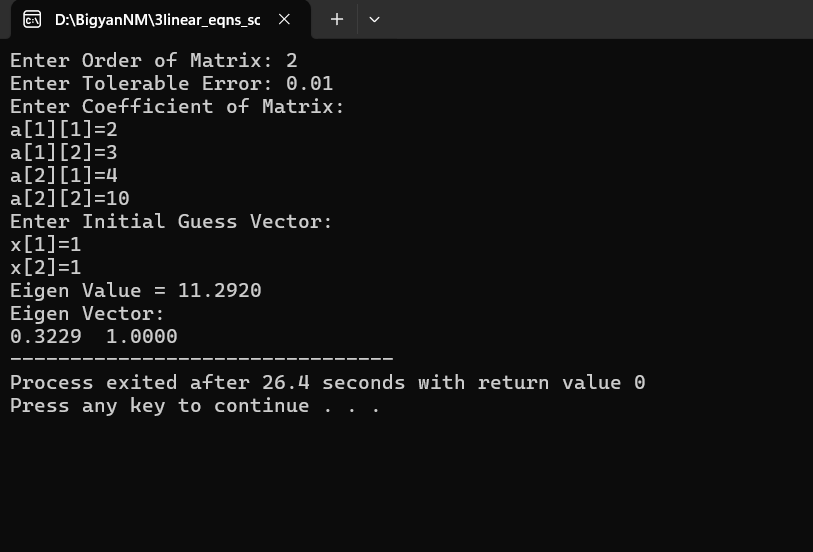 D:\BigyanNM\3linear_eqns_sc
Enter Order of Matrix: 2
Enter Tolerable Error: 0.01
Enter Coefficient of Matrix:
a[1][1]=2
a[1][2]=3
a[2][1]=4
a[2][2]=10
Enter Initial Guess Vector:
x[1]=1
x[2]=1
Eigen Value = 11.2920
Eigen Vector:
0.3229  1.0000
--------------------------------
Process exited after 26.4 seconds with return value 0
Press any key to continue . . .